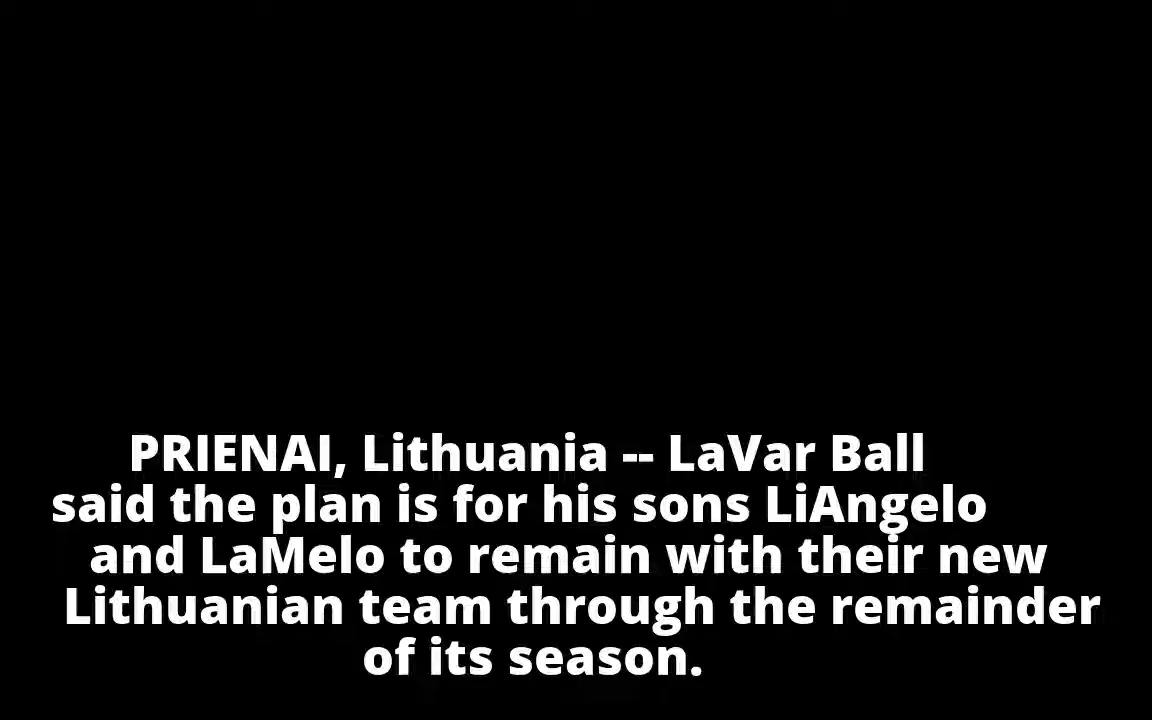 PRIENAI, Lithuania -- LaVar Ball
said the plan is for his sons LiAngelo
and LaMelo to remain with their new
Lithuanian team through the remainder
of its season.